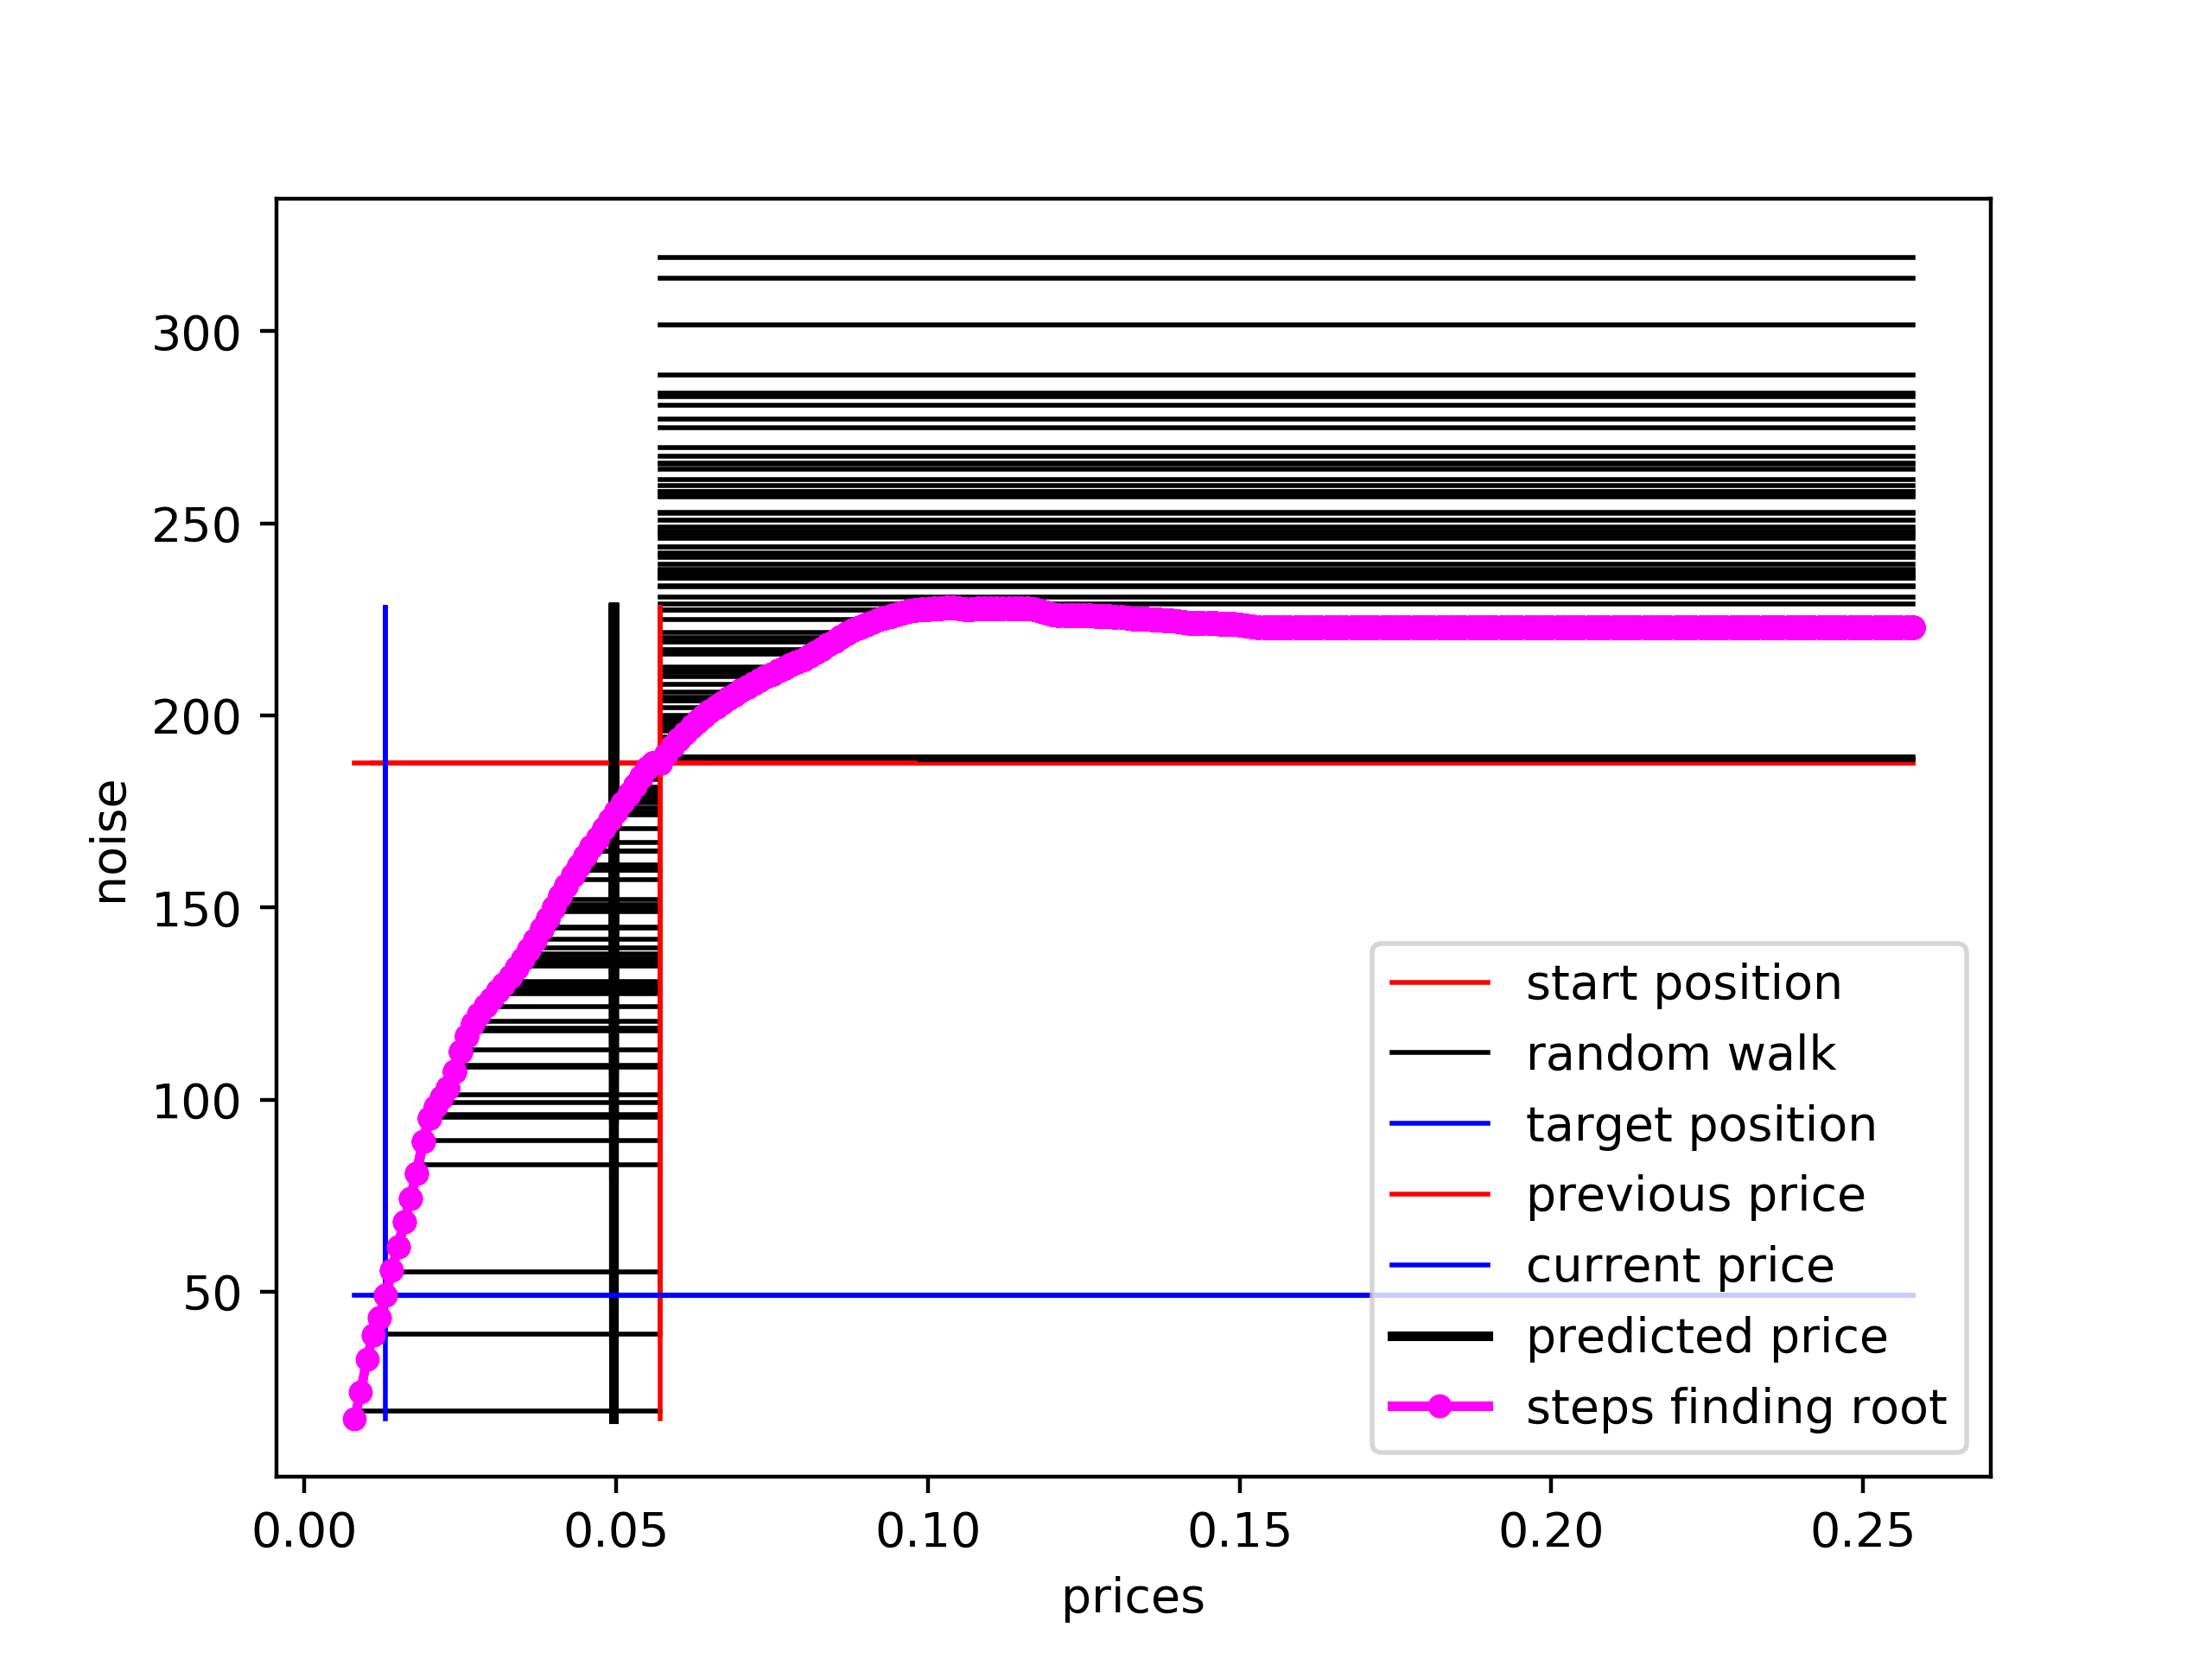 300
250
200
150
100
50
noise
0.00 0.05 0.10 0.15 0.20 0.25
prices
start position
random walk
target position
previous price
current price
predicted price
steps finding root